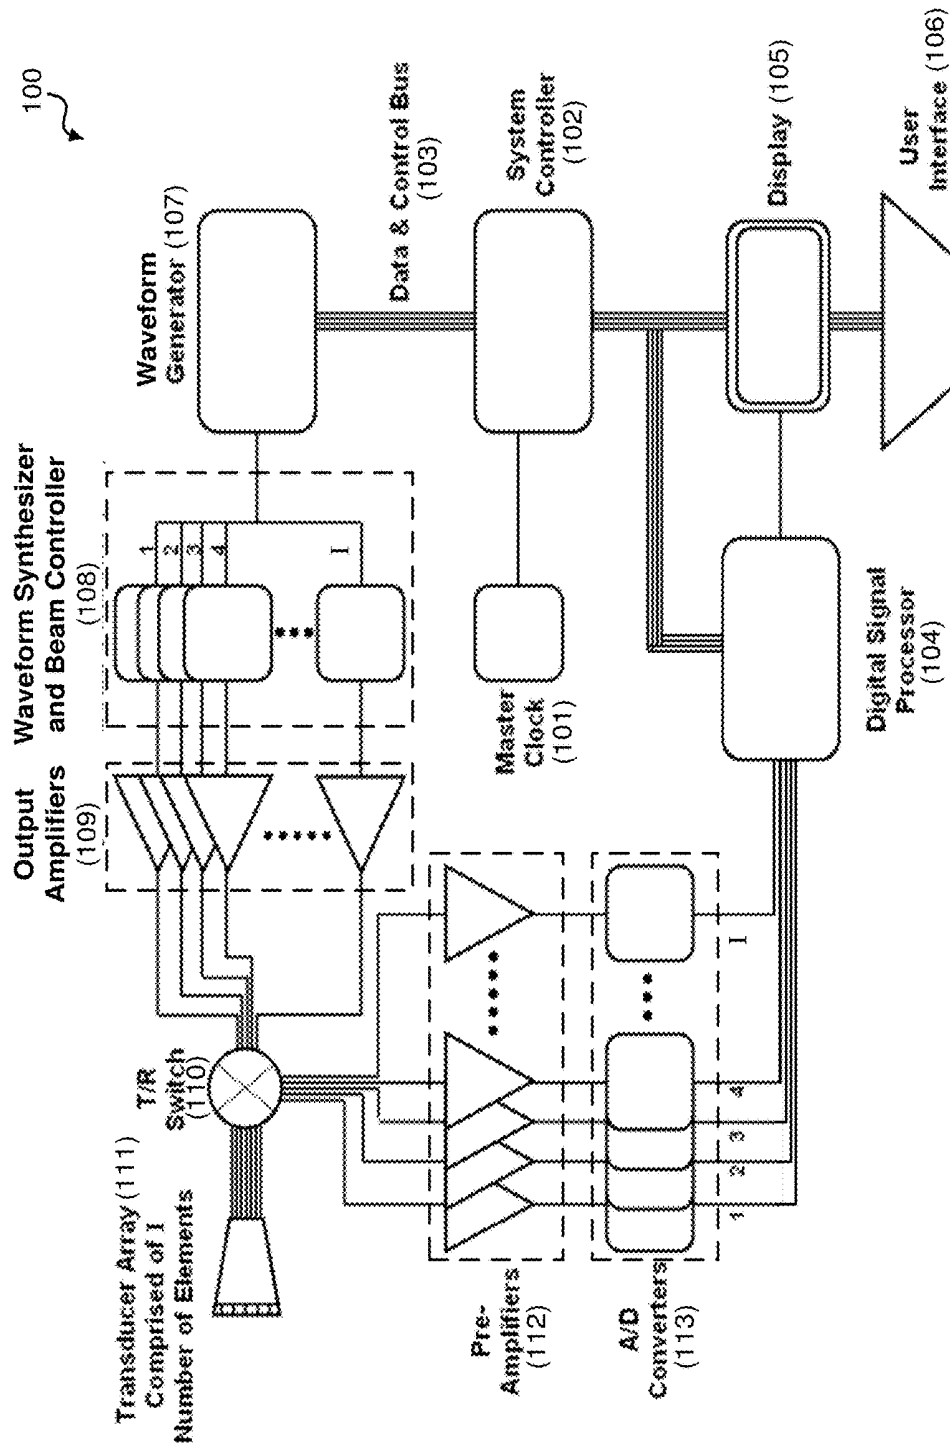 100
Waveform
Generator (107)
Waveform Synthesizer
and Beam Controller
(108)
1
2
3
4
I
Output
Amplifiers
(109)
T/R
Switch
(110)
Transducer Array (111)
Comprised of I
Number of Elements
Data & Control Bus
(103)
System
Controller
(102)
Master
Clock
(101)
Pre-
Amplifiers
(112)
A/D
Converters
(113)
1
2
3
4
I
Digital Signal
Processor
(104)
Display (105)
User
Interface (106)